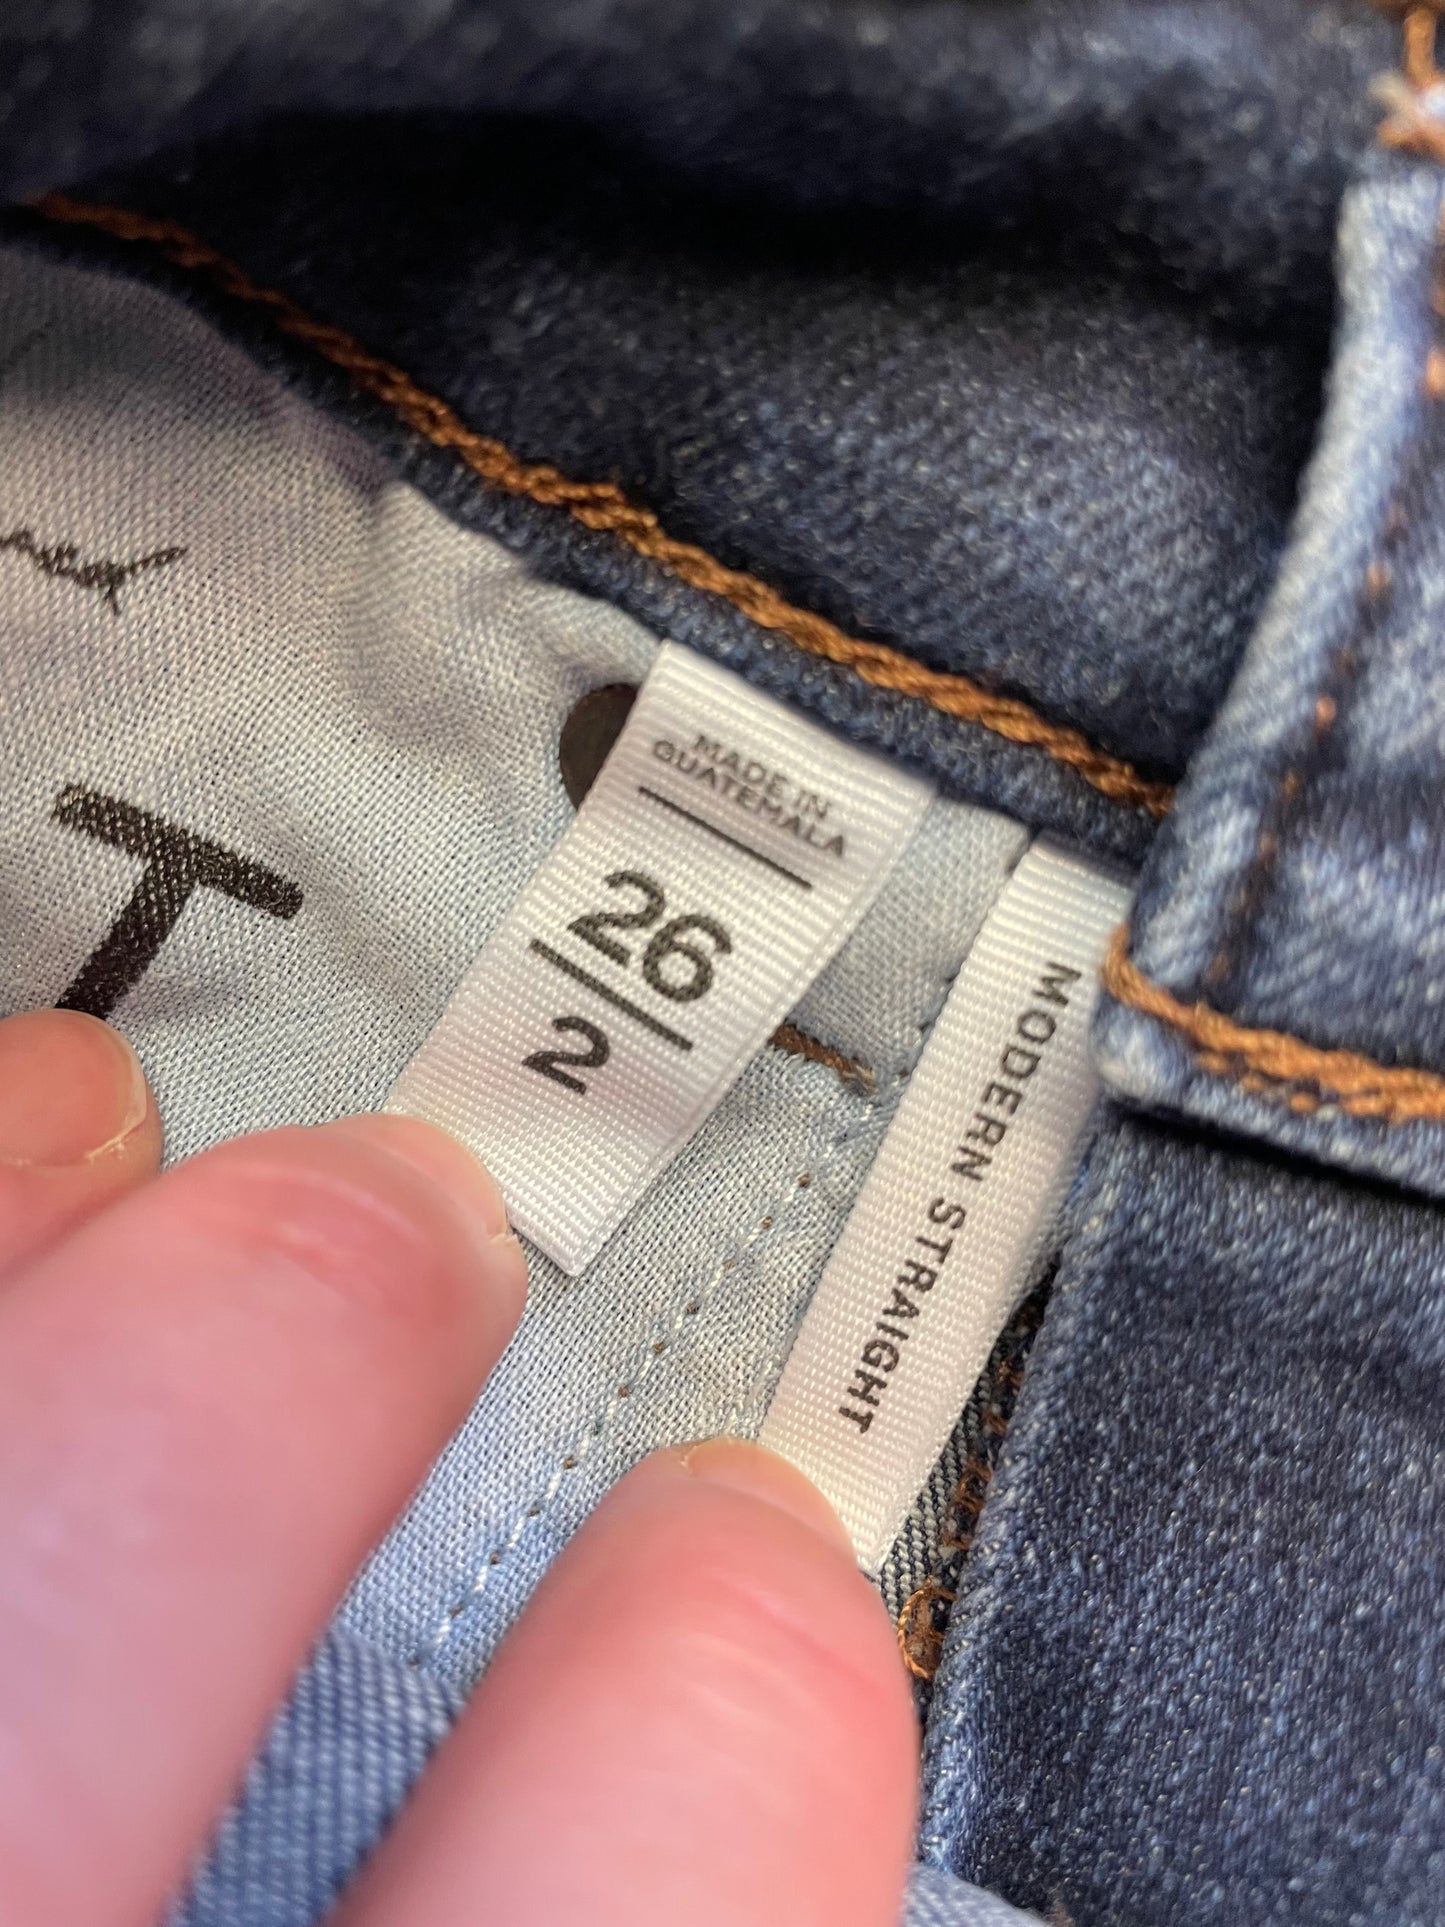 T
MADE IN
GUATEMALA
26
2
MODERN STRAIGHT